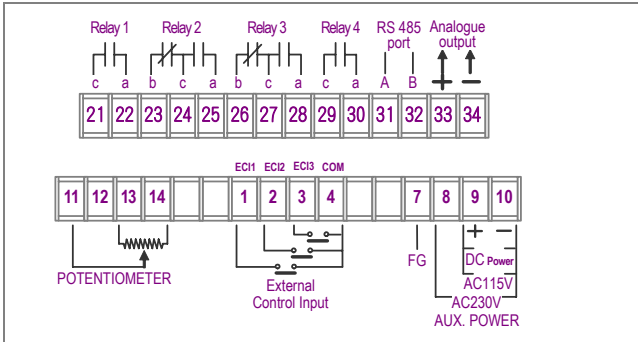 Relay 1 Relay 2 Relay 3 Relay 4 RS 485 port Analogue output
c a b c a b c a c a A B + −
21 22 23 24 25 26 27 28 29 30 31 32 33 34
ECI1 ECI2 ECI3 COM
11 12 13 14 1 2 3 4 7 8 9 10
+ −
POTENTIOMETER
External
Control Input
FG
DC Power
AC115V
AC230V
AUX. POWER